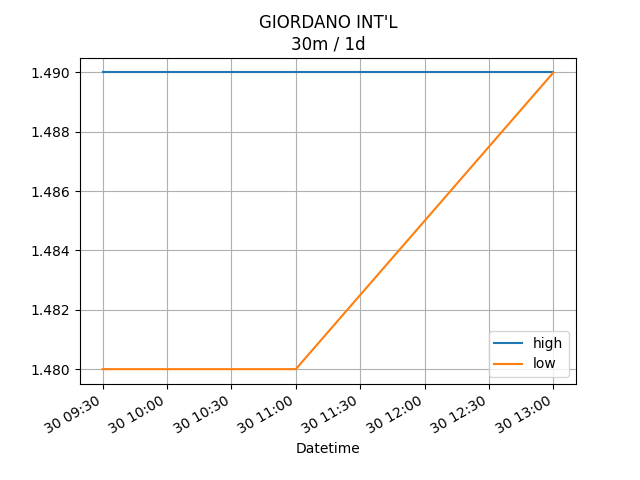 GIORDANO INT'L
30m / 1d
1.490
1.488
1.486
1.484
1.482
1.480
high
low
30 09:30
30 10:00
30 10:30
30 11:00
30 11:30
30 12:00
30 12:30
30 13:00
Datetime